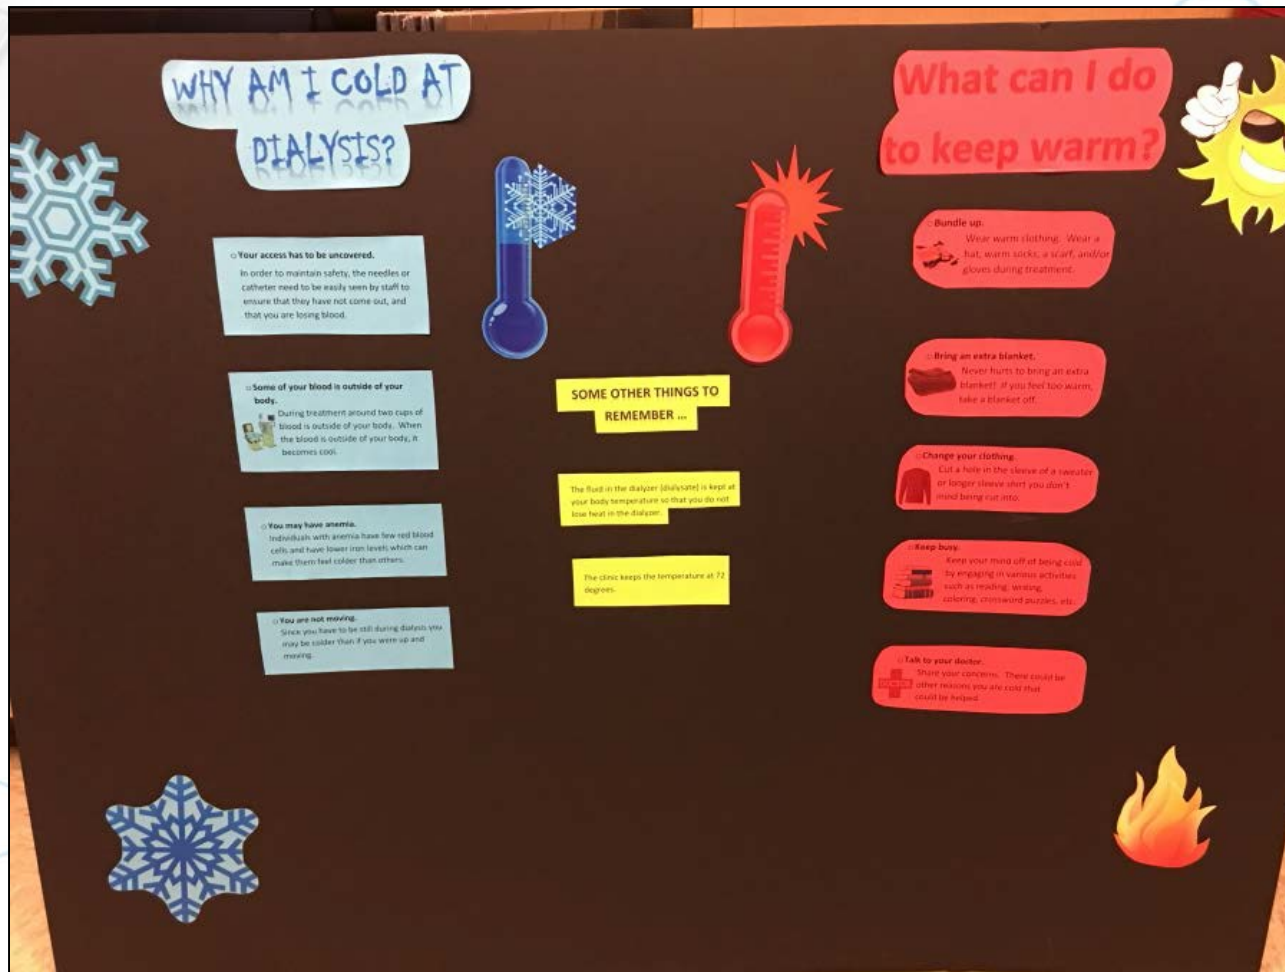 WHY AM I COLD AT
DIALYSIS?
Your access has to be uncovered.
In order to maintain safety, the needles or
catheter need to be easily seen by staff to
ensure that they have not come out, and
that you are losing blood.
Some of your blood is outside of your
body.
During treatment around two cups of
blood is outside of your body. When
the blood is outside of your body, it
becomes cool.
You may have anemia.
Individuals with anemia have few red blood
cells and have lower iron levels which can
make them feel colder than others.
You are not moving.
Since you have to be still during dialysis you
may be colder than if you were up and
moving.
SOME OTHER THINGS TO
REMEMBER ...
The fluid in the dialyzer (dialysate) is kept at
your body temperature so that you do not
lose heat in the dialyzer.
The clinic keeps the temperature at 72
degrees.
What can I do
to keep warm?
Bundle up.
Wear warm clothing. Wear a
hat, warm socks, a scarf, and/or
gloves during treatment.
Bring an extra blanket.
Never hurts to bring an extra
blanket! If you feel too warm,
take a blanket off.
Change your clothing.
Cut a hole in the sleeve of a sweater
or longer sleeve shirt you don't
mind being cut into.
Keep busy.
Keep your mind off of being cold
by engaging in various activities
such as reading, writing,
coloring, crossword puzzles, etc.
Talk to your doctor.
Share your concerns. There could be
other reasons you are cold that
could be helped.